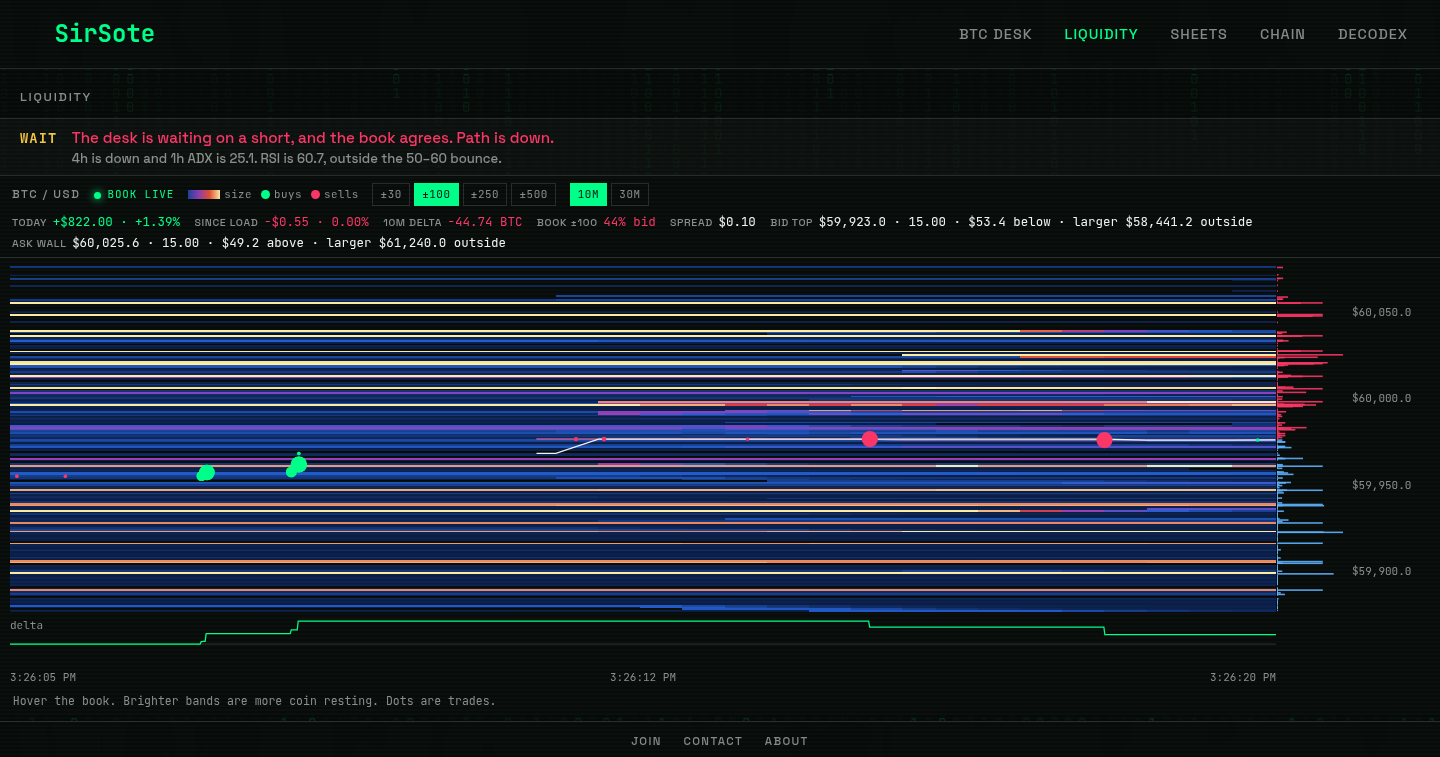 SirSote
BTC DESK LIQUIDITY SHEETS CHAIN DECODEX
LIQUIDITY
WAIT The desk is waiting on a short, and the book agrees. Path is down.
4h is down and 1h ADX is 25.1. RSI is 60.7, outside the 50–60 bounce.
BTC / USD BOOK LIVE size buys sells ±30 ±100 ±250 ±500 10M 30M
TODAY +$822.00 · +1.39% SINCE LOAD -$0.55 · 0.00% 10M DELTA -44.74 BTC BOOK ±100 44% bid SPREAD $0.10 BID TOP $59,923.0 · 15.00 · $53.4 below · larger $58,441.2 outside
ASK WALL $60,025.6 · 15.00 · $49.2 above · larger $61,240.0 outside
$60,050.0
$60,000.0
$59,950.0
$59,900.0
delta
3:26:05 PM 3:26:12 PM 3:26:20 PM
Hover the book. Brighter bands are more coin resting. Dots are trades.
JOIN CONTACT ABOUT